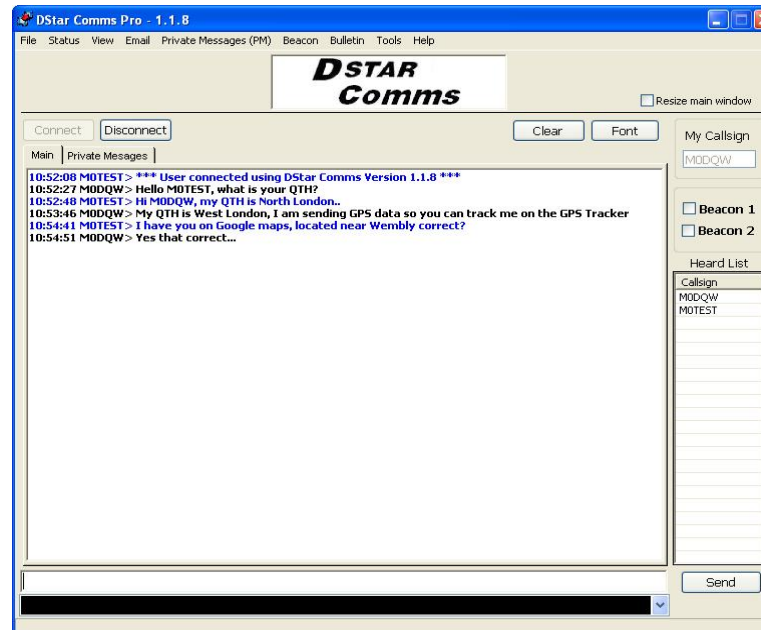 DStar Comms Pro - 1.1.8
File Status View Email Private Messages (PM) Beacon Bulletin Tools Help
DSTAR
Comms
Resize main window
Connect Disconnect Clear Font
My Callsign
M0DQW
Main Private Mesages
10:52:08 M0TEST> *** User connected using DStar Comms Version 1.1.8 ***
10:52:27 M0DQW> Hello M0TEST, what is your QTH?
10:52:48 M0TEST> Hi M0DQW, my QTH is North London..
10:53:46 M0DQW> My QTH is West London, I am sending GPS data so you can track me on the GPS Tracker
10:54:41 M0TEST> I have you on Google maps, located near Wembly correct?
10:54:51 M0DQW> Yes that correct...
Beacon 1
Beacon 2
Heard List
Callsign
M0DQW
M0TEST
Send